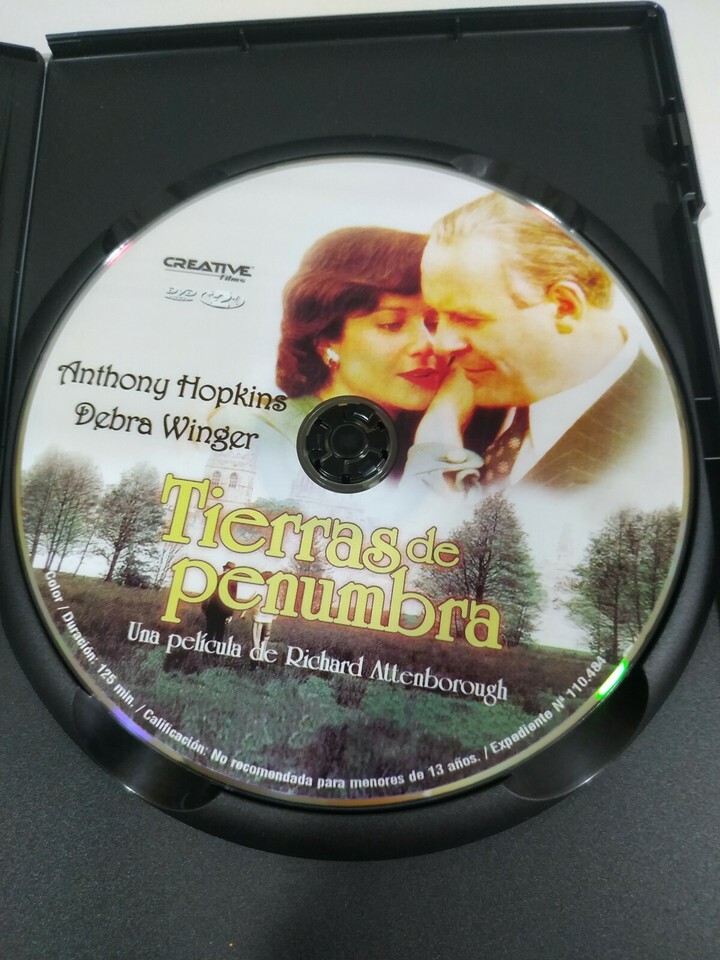 CREATIVE
Films
DVD
Anthony Hopkins
Debra Winger
Tierras de
penumbra
Una película de Richard Attenborough
Color / Duración: 125 min. / Calificación: No recomendada para menores de 13 años. / Expediente Nº 110.484